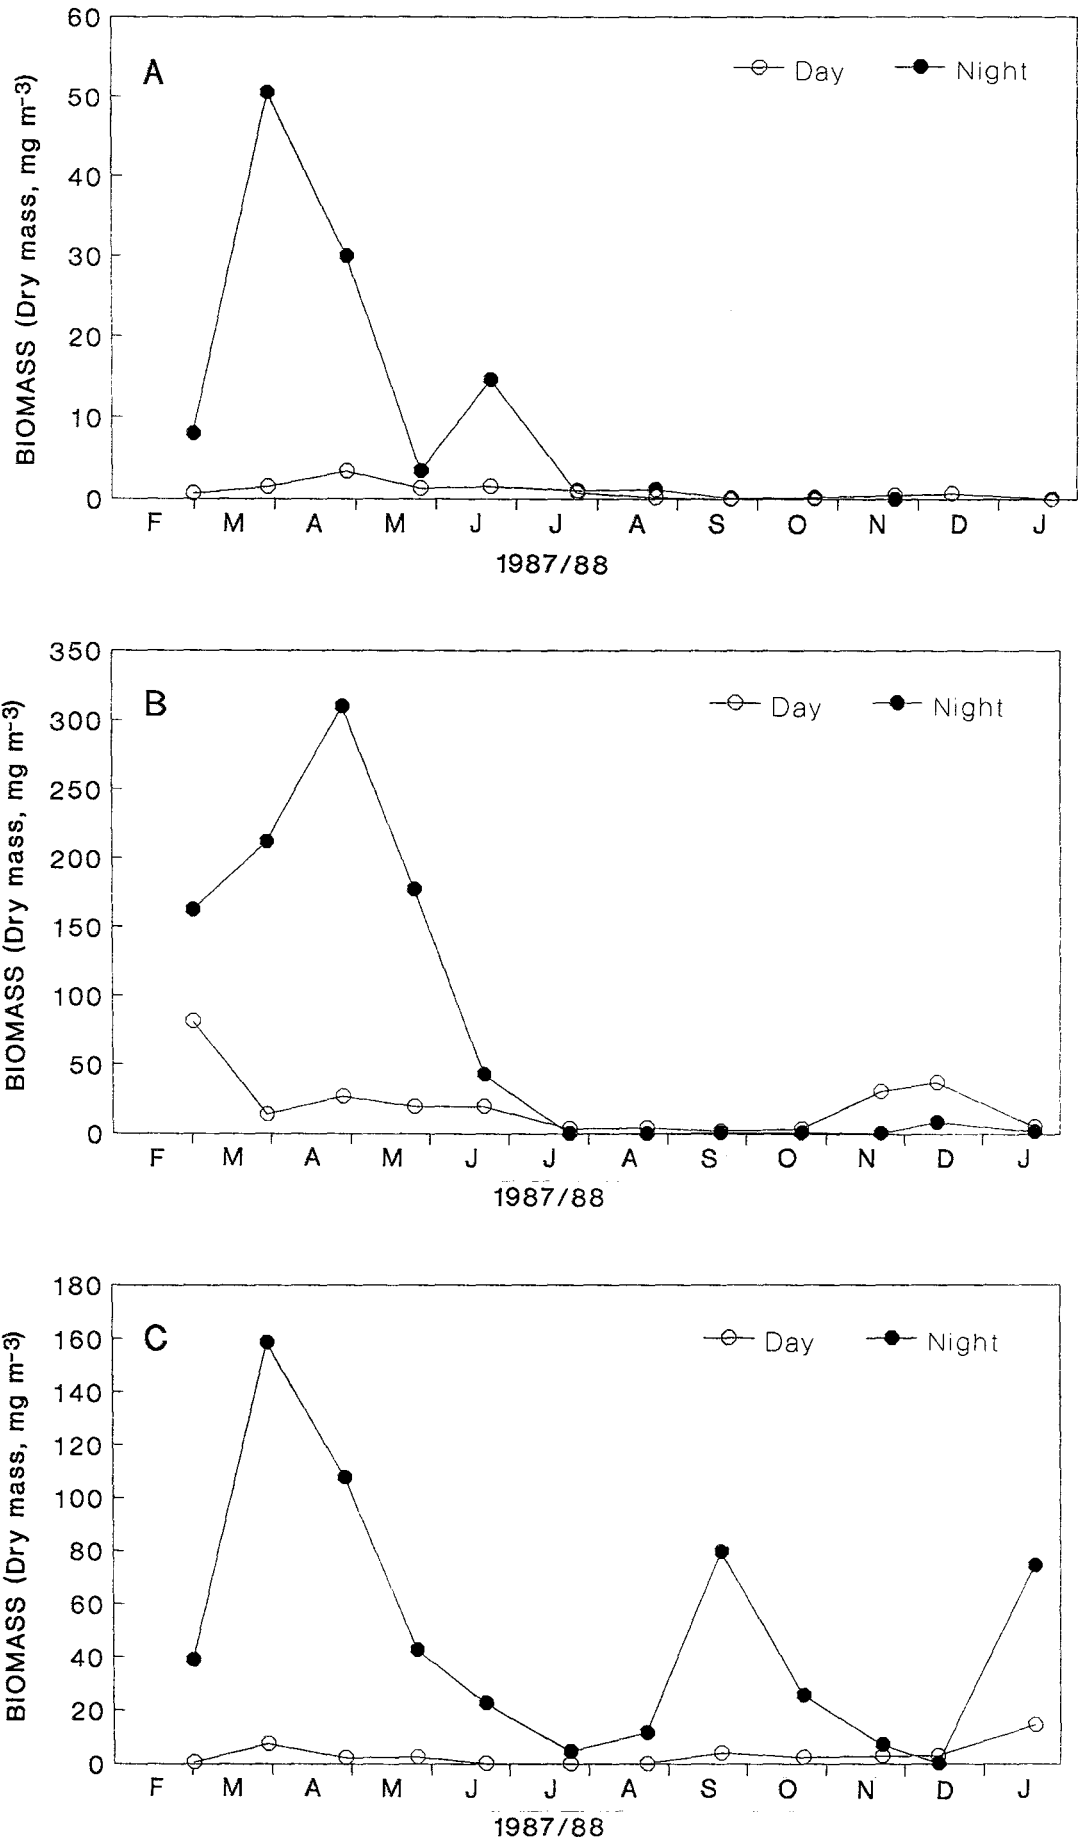 A
Day
Night
BIOMASS (Dry mass, mg m-3)
60
50
40
30
20
10
0
F M A M J J A S O N D J
1987/88
B
Day
Night
BIOMASS (Dry mass, mg m-3)
350
300
250
200
150
100
50
0
F M A M J J A S O N D J
1987/88
C
Day
Night
BIOMASS (Dry mass, mg m-3)
180
160
140
120
100
80
60
40
20
0
F M A M J J A S O N D J
1987/88